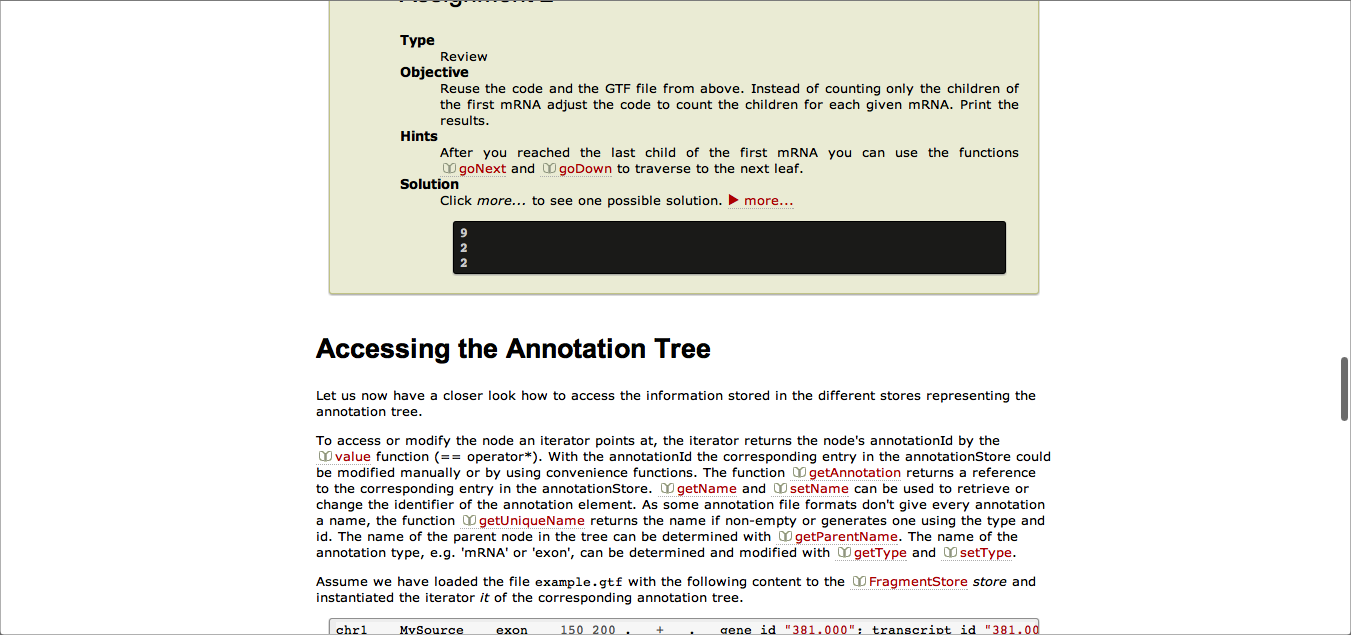 Assignment 2
Type
Review
Objective
Reuse the code and the GTF file from above. Instead of counting only the children of
the first mRNA adjust the code to count the children for each given mRNA. Print the
results.
Hints
After you reached the last child of the first mRNA you can use the functions
goNext and goDown to traverse to the next leaf.
Solution
Click more... to see one possible solution. more...
9
2
2
Accessing the Annotation Tree
Let us now have a closer look how to access the information stored in the different stores representing the
annotation tree.
To access or modify the node an iterator points at, the iterator returns the node's annotationId by the
value function (== operator*). With the annotationId the corresponding entry in the annotationStore could
be modified manually or by using convenience functions. The function getAnnotation returns a reference
to the corresponding entry in the annotationStore. getName and setName can be used to retrieve or
change the identifier of the annotation element. As some annotation file formats don't give every annotation
a name, the function getUniqueName returns the name if non-empty or generates one using the type and
id. The name of the parent node in the tree can be determined with getParentName. The name of the
annotation type, e.g. 'mRNA' or 'exon', can be determined and modified with getType and setType.
Assume we have loaded the file example.gtf with the following content to the FragmentStore store and
instantiated the iterator it of the corresponding annotation tree.
chr1 MySource exon 150 200 . + . gene_id "381.000"; transcript_id "381.00